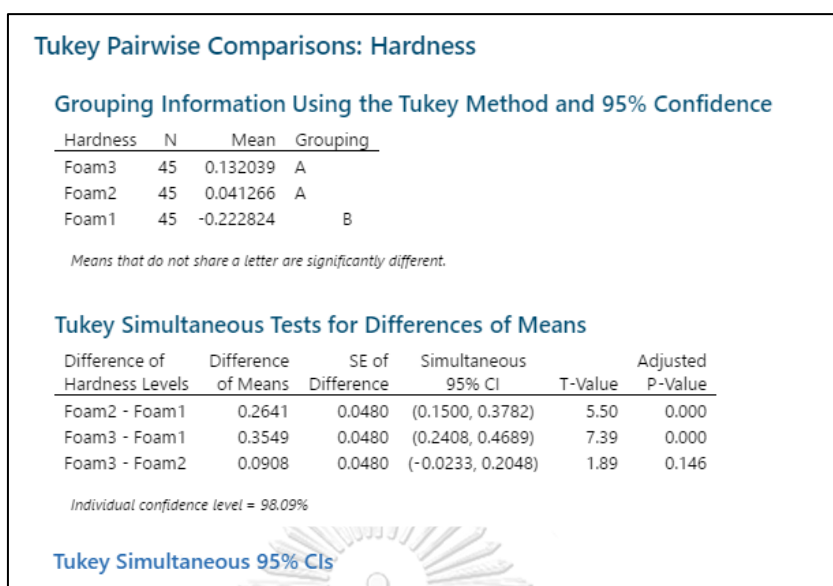 Tukey Pairwise Comparisons: Hardness
Grouping Information Using the Tukey Method and 95% Confidence
Hardness N Mean Grouping
Foam3 45 0.132039 A
Foam2 45 0.041266 A
Foam1 45 -0.222824 B
Means that do not share a letter are significantly different.
Tukey Simultaneous Tests for Differences of Means
Difference of Difference SE of Simultaneous Adjusted
Hardness Levels of Means Difference 95% CI T-Value P-Value
Foam2 - Foam1 0.2641 0.0480 (0.1500, 0.3782) 5.50 0.000
Foam3 - Foam1 0.3549 0.0480 (0.2408, 0.4689) 7.39 0.000
Foam3 - Foam2 0.0908 0.0480 (-0.0233, 0.2048) 1.89 0.146
Individual confidence level = 98.09%
Tukey Simultaneous 95% CIs